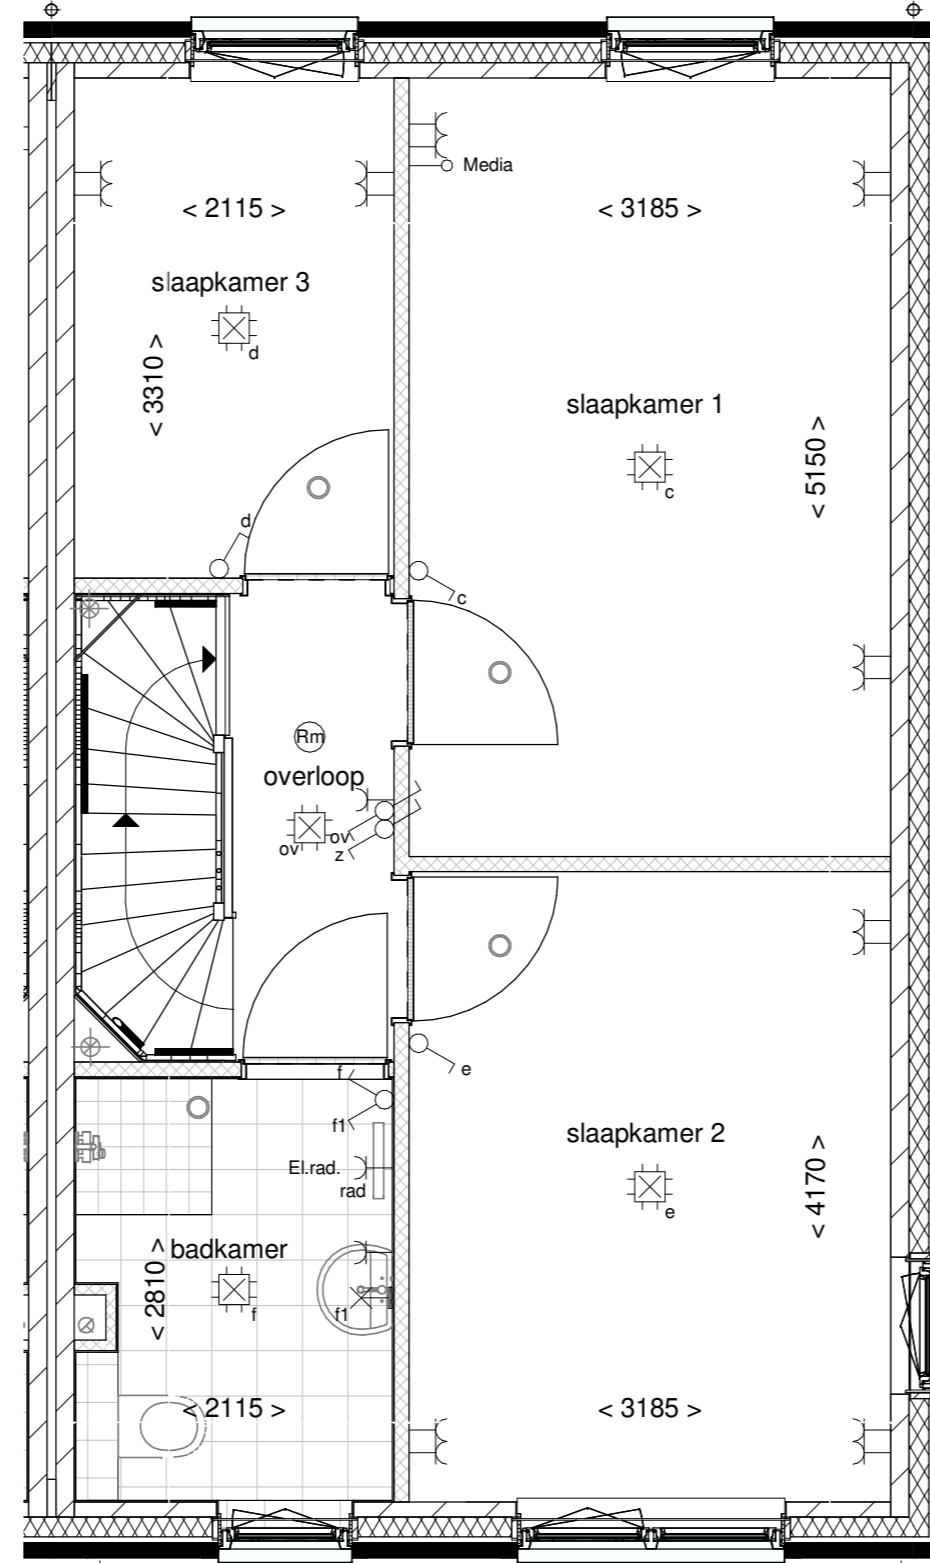 Media
< 2115 >
< 3185 >
slaapkamer 3
d
< 3310 >
slaapkamer 1
c
< 5150 >
d
c
Rm
overloop
ov
ov
z
e
f
f1
El.rad.
rad
slaapkamer 2
e
< 4170 >
badkamer
< 2810 >
f
f1
< 2115 >
< 3185 >